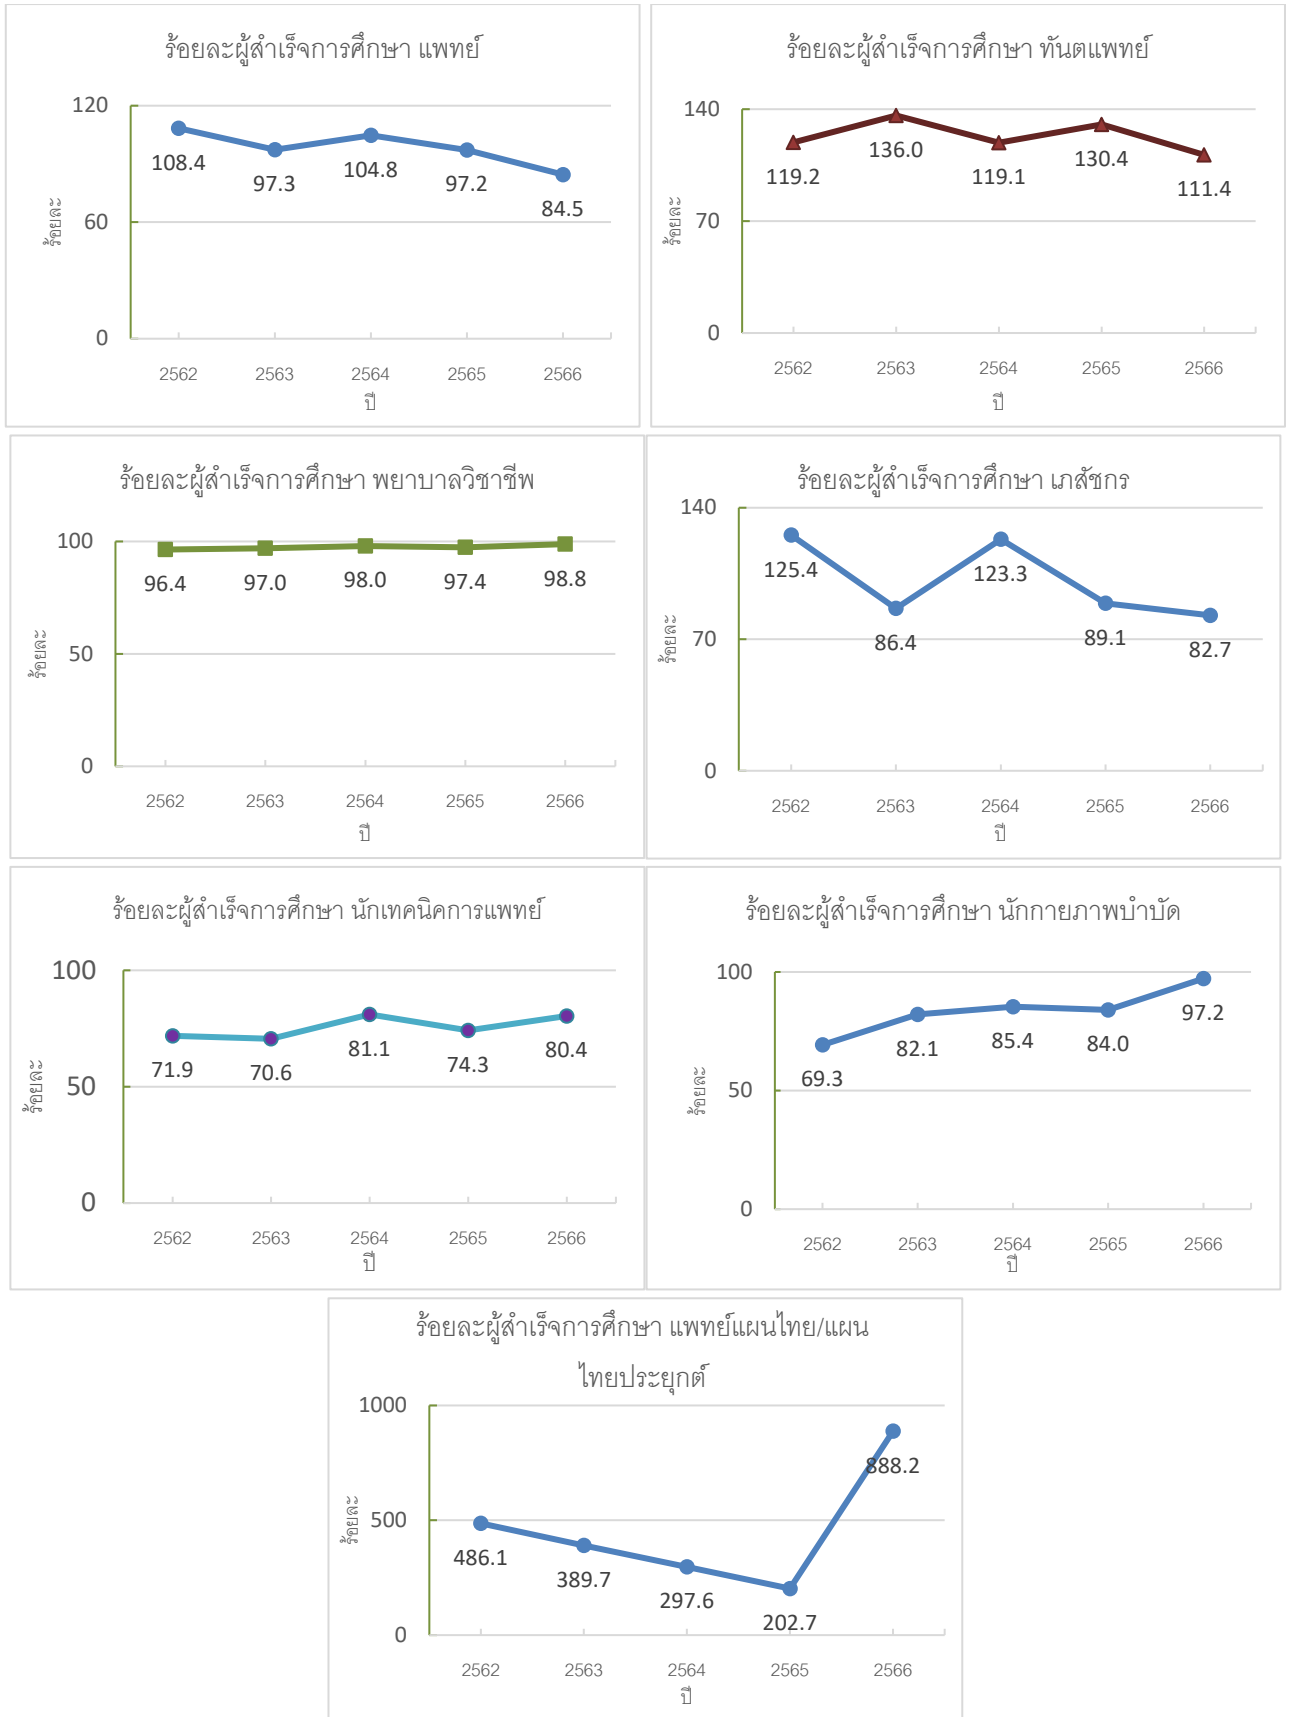 ร้อยละผู้สำเร็จการศึกษา แพทย์
120
60
0
ร้อยละ
108.4
97.3
104.8
97.2
84.5
2562 2563 2564 2565 2566
ปี
ร้อยละผู้สำเร็จการศึกษา ทันตแพทย์
140
70
0
ร้อยละ
119.2
136.0
119.1
130.4
111.4
2562 2563 2564 2565 2566
ปี
ร้อยละผู้สำเร็จการศึกษา พยาบาลวิชาชีพ
100
50
0
ร้อยละ
96.4
97.0
98.0
97.4
98.8
2562 2563 2564 2565 2566
ปี
ร้อยละผู้สำเร็จการศึกษา เภสัชกร
140
70
0
ร้อยละ
125.4
86.4
123.3
89.1
82.7
2562 2563 2564 2565 2566
ปี
ร้อยละผู้สำเร็จการศึกษา นักเทคนิคการแพทย์
100
50
0
ร้อยละ
71.9
70.6
81.1
74.3
80.4
2562 2563 2564 2565 2566
ปี
ร้อยละผู้สำเร็จการศึกษา นักกายภาพบำบัด
100
50
0
ร้อยละ
69.3
82.1
85.4
84.0
97.2
2562 2563 2564 2565 2566
ปี
ร้อยละผู้สำเร็จการศึกษา แพทย์แผนไทย/แผน
ไทยประยุกต์
1000
500
0
ร้อยละ
486.1
389.7
297.6
202.7
888.2
2562 2563 2564 2565 2566
ปี